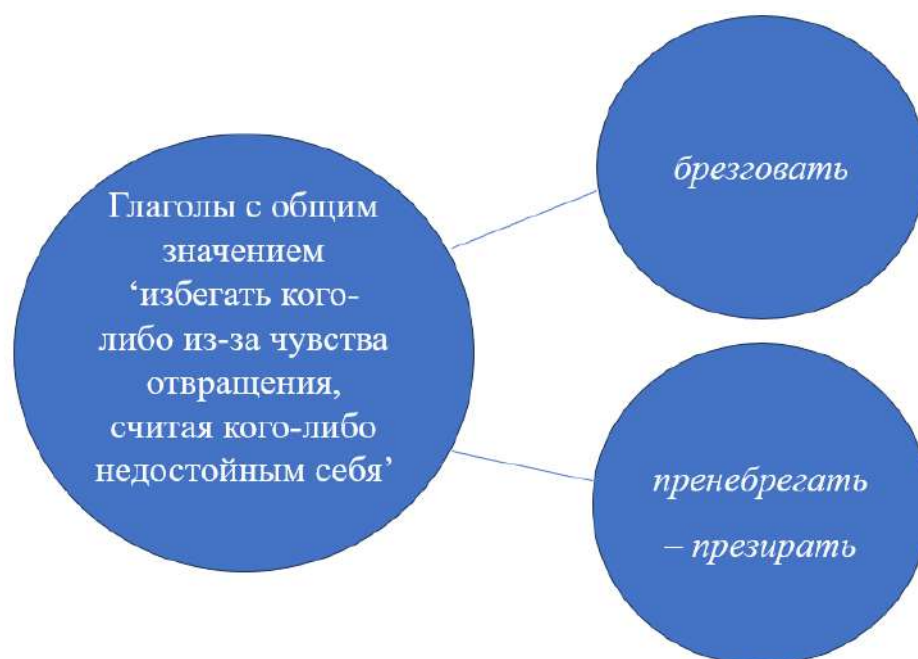 Глаголы с общим
значением
‘избегать кого-
либо из-за чувства
отвращения,
считая кого-либо
недостойным себя’
брезговать
пренебрегать
– презирать